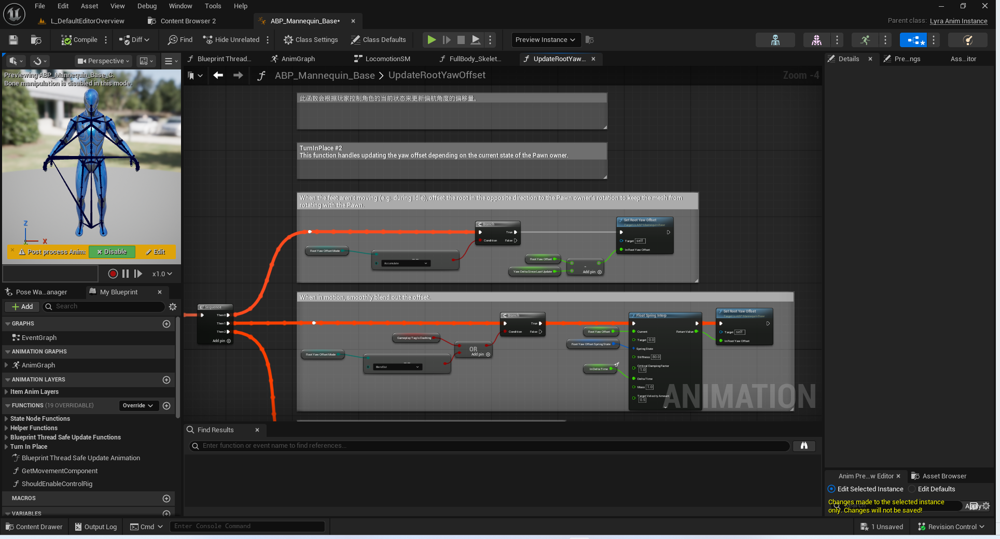 File Edit Asset View Debug Window Tools Help
L_DefaultEditorOverview Content Browser 2 ABP_Mannequin_Base*
Parent class: Lyra Anim Instance
Compile Diff Find Hide Unrelated Class Settings Class Defaults Preview Instance
Perspective
Previewing ABP_Mannequin_Base_C.
Bone manipulation is disabled in this mode.
Z
X
Post process Anim: Disable Edit
x1.0
Pose Wa...anager My Blueprint
Add Search
GRAPHS
EventGraph
ANIMATION GRAPHS
AnimGraph
ANIMATION LAYERS
Item Anim Layers
FUNCTIONS (19 OVERRIDABLE) Override
State Node Functions
Helper Functions
Blueprint Thread Safe Update Functions
Turn In Place
Blueprint Thread Safe Update Animation
GetMovementComponent
ShouldEnableControlRig
MACROS
VARIABLES
Blueprint Thread... AnimGraph LocomotionSM FullBody_Skelet... UpdateRootYaw...
ABP_Mannequin_Base > UpdateRootYawOffset
Zoom -4
此函数会根据玩家控制角色的当前状态来更新偏航角度的偏移量。
TurnInPlace #2
This function handles updating the yaw offset depending on the current state of the Pawn owner.
When the feet aren't moving (e.g. during Idle), offset the root in the opposite direction to the Pawn owner's rotation to keep the mesh from
rotating with the Pawn.
Branch
True
Condition False
Set Root Yaw Offset
Target is ABP Mannequin Base
Target self
In Root Yaw Offset
Root Yaw Offset Mode
==
Accumulate
Root Yaw Offset
Yaw Delta Since Last Update
-
Add pin
When in motion, smoothly blend out the offset.
Sequence
Then 0
Then 1
Then 2
Add pin
Branch
True
Condition False
Gameplay Tag Is Dashing
Root Yaw Offset Mode
==
BlendOut
OR
Add pin
Root Yaw Offset
Root Yaw Offset Spring State
In Delta Time
Float Spring Interp
Current Return Value
Target 0.0
Spring State
Stiffness 80.0
Critical Damping Factor
1.0
Delta Time
Mass 1.0
Target Velocity Amount
0.5
Set Root Yaw Offset
Target is ABP Mannequin Base
Target self
In Root Yaw Offset
ANIMATION
Find Results
Enter function or event name to find references...
Details Pre...ngs Ass...itor
Anim Pre...w Editor Asset Browser
Edit Selected Instance Edit Defaults
Changes made to the selected instance
only. Changes will not be saved!
Search
Apply
Content Drawer Output Log Cmd Enter Console Command 1 Unsaved Revision Control